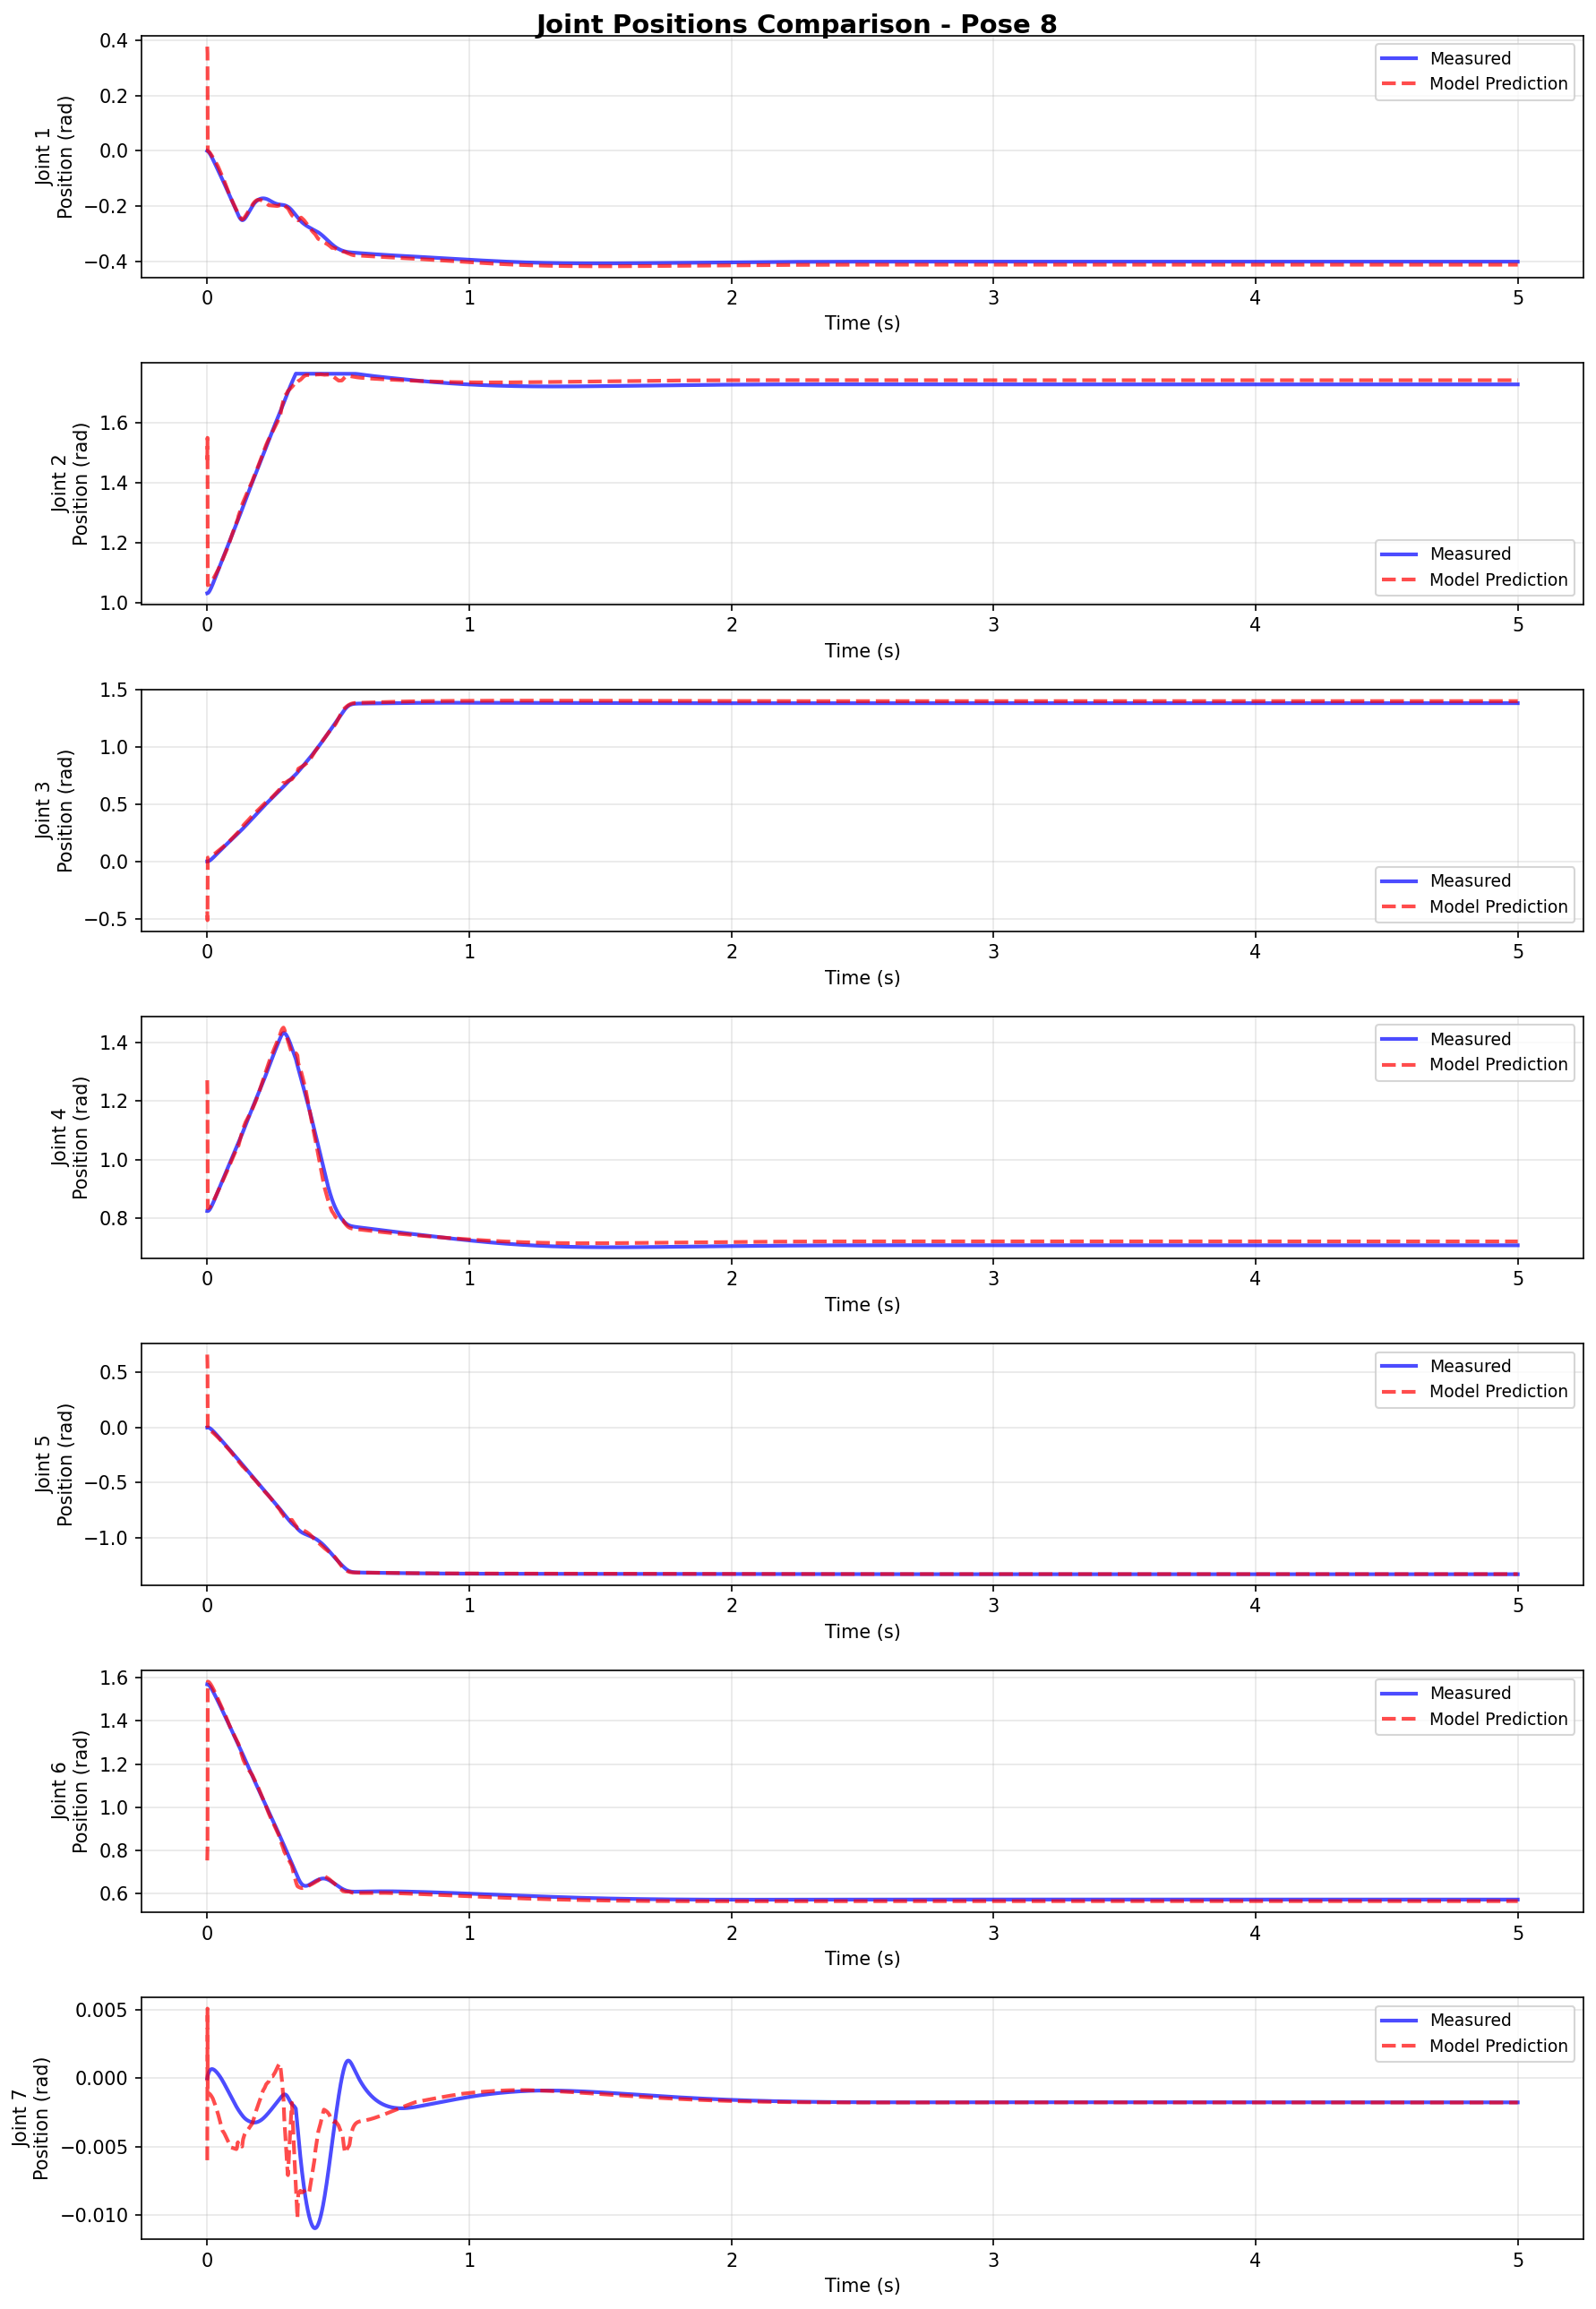 Joint Positions Comparison - Pose 8
Joint 1
Position (rad)
0.4
0.2
0.0
−0.2
−0.4
Measured
Model Prediction
0 1 2 3 4 5
Time (s)
Joint 2
Position (rad)
1.6
1.4
1.2
1.0
Measured
Model Prediction
0 1 2 3 4 5
Time (s)
Joint 3
Position (rad)
1.5
1.0
0.5
0.0
−0.5
Measured
Model Prediction
0 1 2 3 4 5
Time (s)
Joint 4
Position (rad)
1.4
1.2
1.0
0.8
Measured
Model Prediction
0 1 2 3 4 5
Time (s)
Joint 5
Position (rad)
0.5
0.0
−0.5
−1.0
Measured
Model Prediction
0 1 2 3 4 5
Time (s)
Joint 6
Position (rad)
1.6
1.4
1.2
1.0
0.8
0.6
Measured
Model Prediction
0 1 2 3 4 5
Time (s)
Joint 7
Position (rad)
0.005
0.000
−0.005
−0.010
Measured
Model Prediction
0 1 2 3 4 5
Time (s)